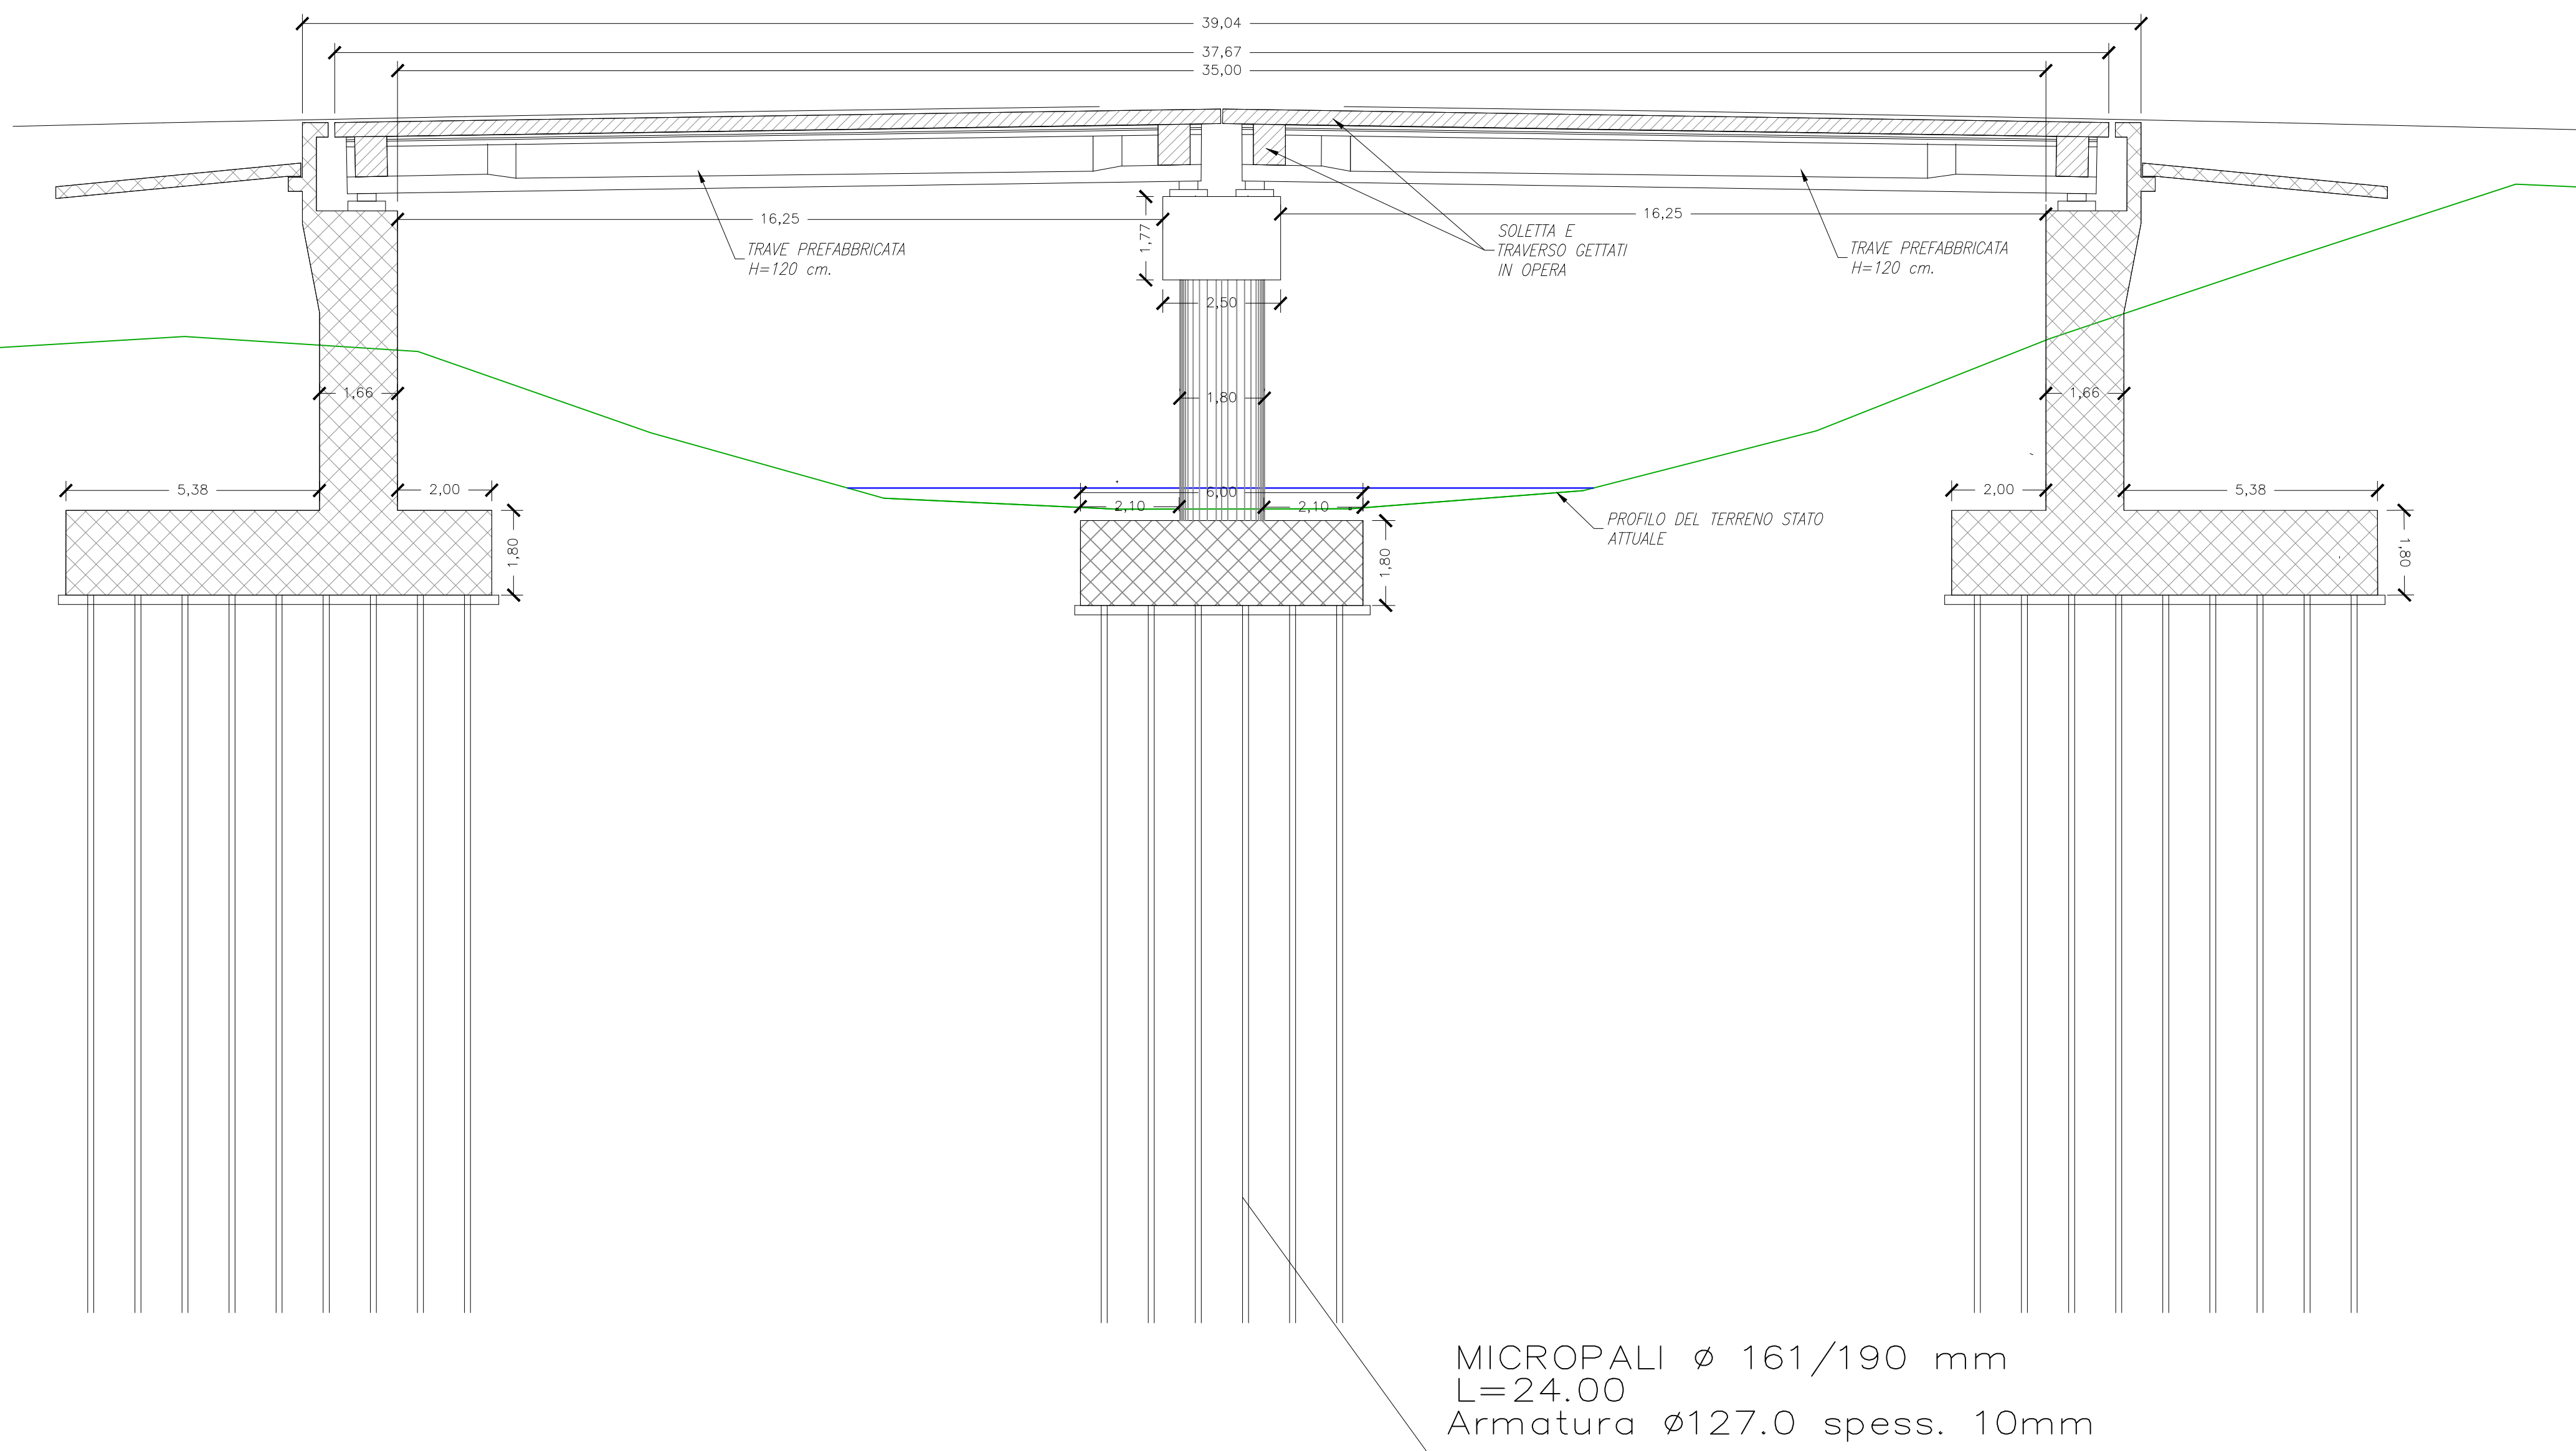 39,04
37,67
35,00
16,25
16,25
1,77
TRAVE PREFABBRICATA
H=120 cm.
SOLETTA E
TRAVERSO GETTATI
IN OPERA
TRAVE PREFABBRICATA
H=120 cm.
2,50
1,66
1,80
1,66
5,38
2,00
6,00
2,00
5,38
2,10
2,10
PROFILO DEL TERRENO STATO
ATTUALE
1,80
1,80
1,80
MICROPALI ø 161/190 mm
L=24.00
Armatura ø127.0 spess. 10mm